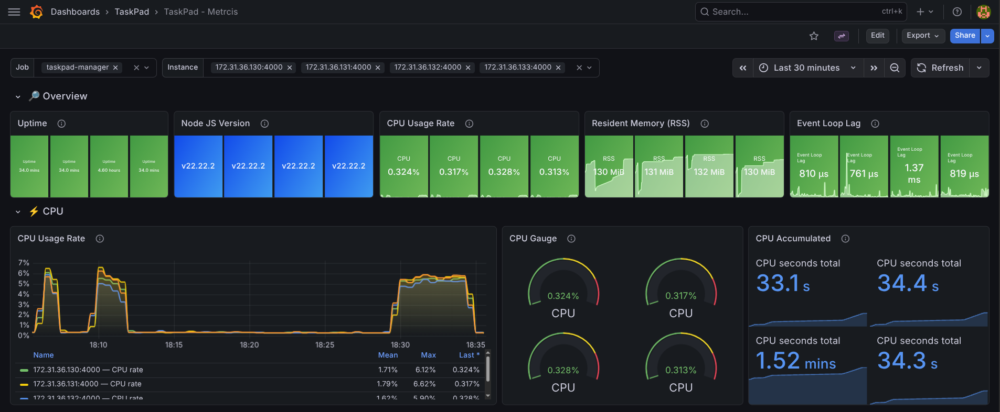 Dashboards › TaskPad › TaskPad - Metrcis
Search...
ctrl+k
Edit
Export
Share
Job
taskpad-manager
Instance
172.31.36.130:4000
172.31.36.131:4000
172.31.36.132:4000
172.31.36.133:4000
Last 30 minutes
Refresh
Overview
Uptime
Uptime
34.0 mins
Uptime
34.0 mins
Uptime
4.60 hours
Uptime
34.0 mins
Node JS Version
v22.22.2
v22.22.2
v22.22.2
v22.22.2
CPU Usage Rate
CPU
0.324%
CPU
0.317%
CPU
0.328%
CPU
0.313%
Resident Memory (RSS)
RSS
130 MiB
RSS
131 MiB
RSS
132 MiB
RSS
130 MiB
Event Loop Lag
Event Loop
Lag
810 µs
Event Loop
Lag
761 µs
Event Loop
Lag
1.37
ms
Event Loop
Lag
819 µs
CPU
CPU Usage Rate
7%
6%
5%
4%
3%
2%
1%
0%
18:10
18:15
18:20
18:25
18:30
18:35
Name Mean Max Last *
172.31.36.130:4000 — CPU rate 1.71% 6.12% 0.324%
172.31.36.131:4000 — CPU rate 1.79% 6.62% 0.317%
172.31.36.132:4000 — CPU rate 1.62% 5.90% 0.328%
CPU Gauge
0.324%
CPU
0.317%
CPU
0.328%
CPU
0.313%
CPU
CPU Accumulated
CPU seconds total
33.1 s
CPU seconds total
34.4 s
CPU seconds total
1.52 mins
CPU seconds total
34.3 s